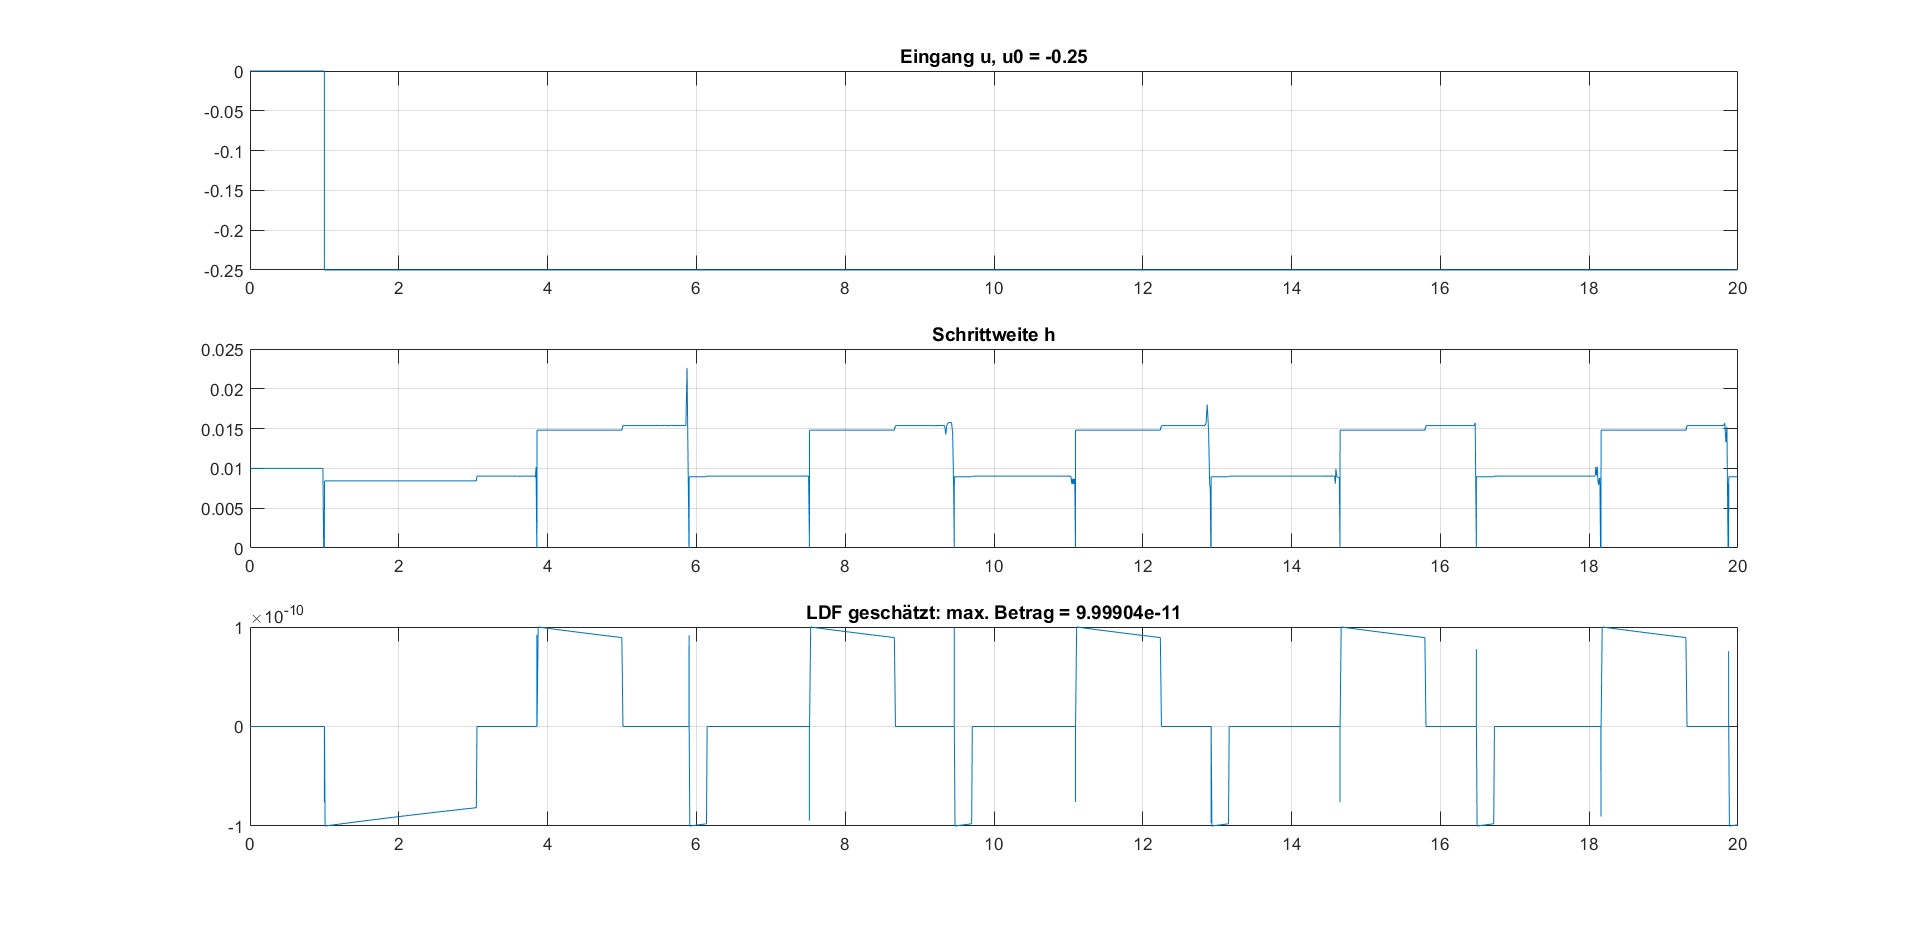 Eingang u, u0 = -0.25
0
-0.05
-0.1
-0.15
-0.2
-0.25
0 2 4 6 8 10 12 14 16 18 20
Schrittweite h
0.025
0.02
0.015
0.01
0.005
0
0 2 4 6 8 10 12 14 16 18 20
×10-10
LDF geschätzt: max. Betrag = 9.99904e-11
1
0
-1
0 2 4 6 8 10 12 14 16 18 20